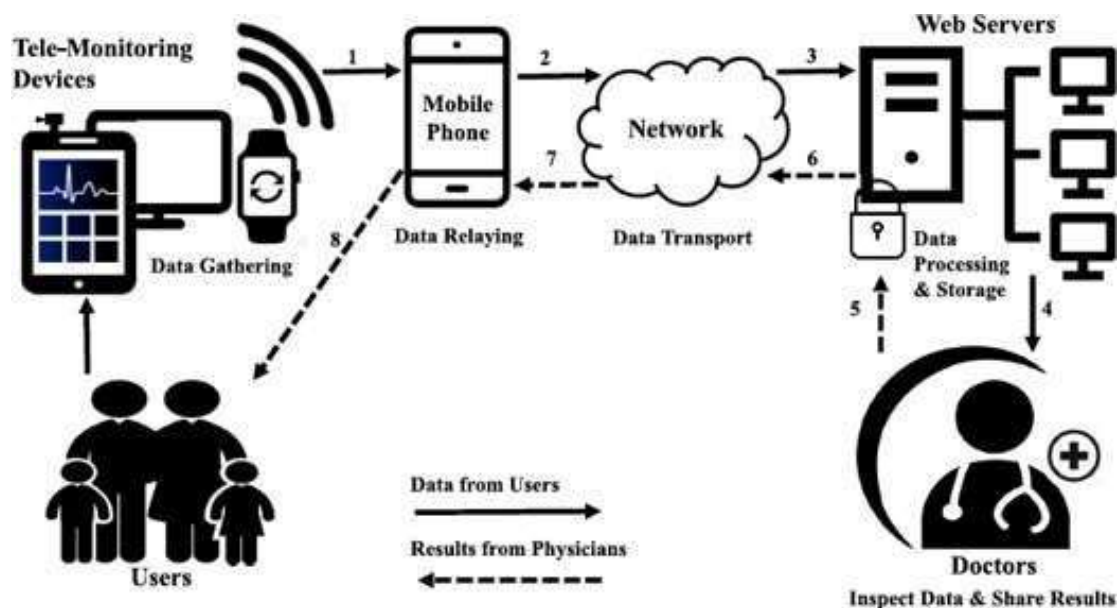 Tele-Monitoring
Devices
Data Gathering
1
Mobile
Phone
Data Relaying
2
7
Network
Data Transport
3
6
Web Servers
Data
Processing
& Storage
5
4
8
Users
Data from Users
Results from Physicians
Doctors
Inspect Data & Share Results